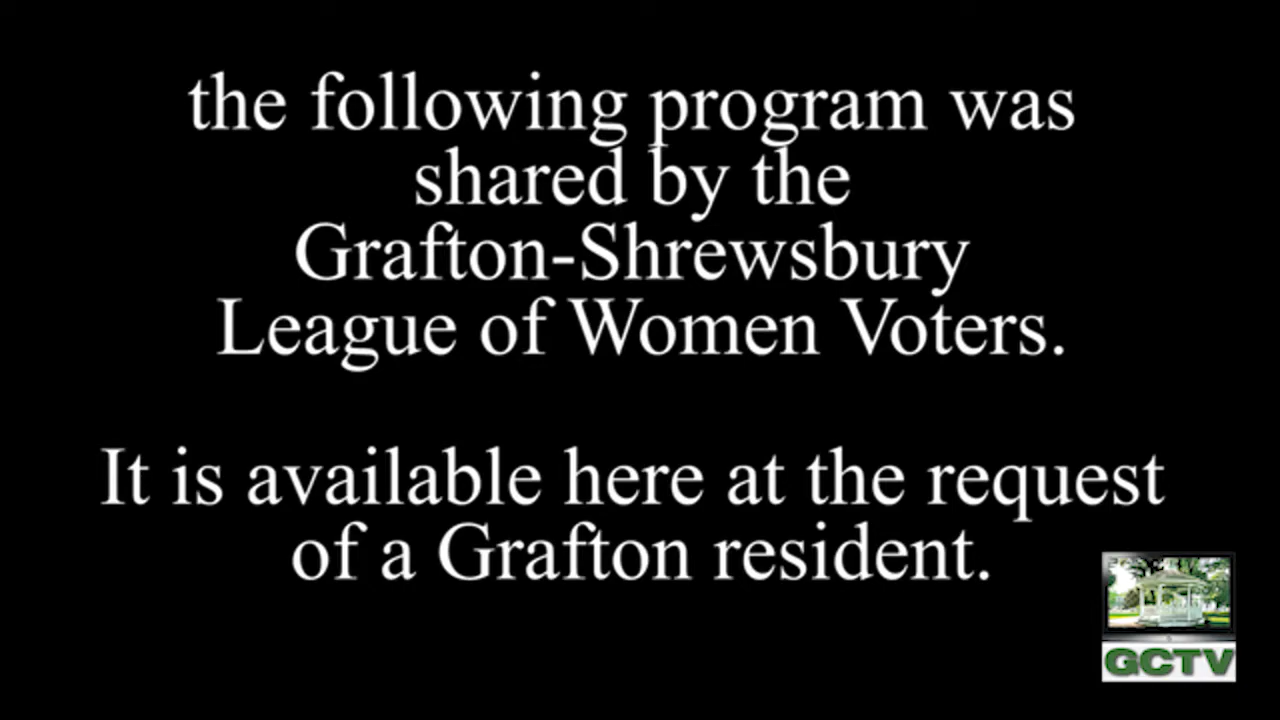 the following program was
shared by the
Grafton-Shrewsbury
League of Women Voters.
It is available here at the request
of a Grafton resident.
GCTV